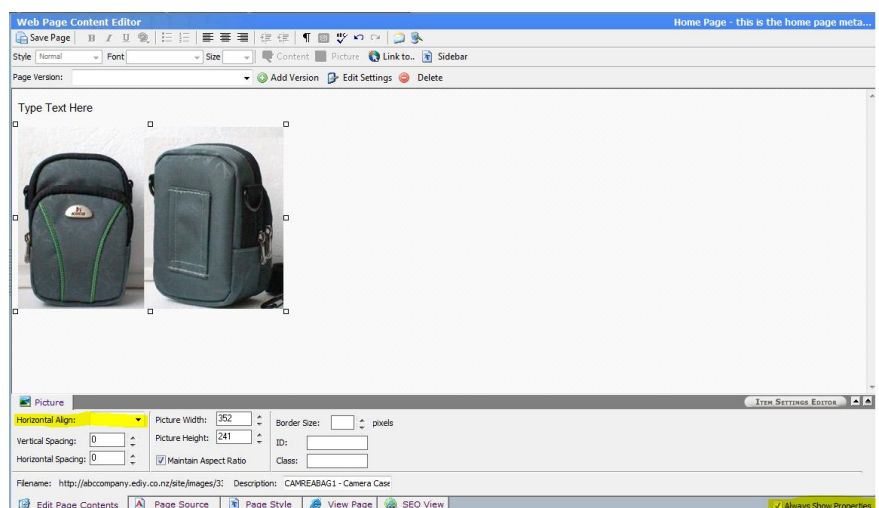 Web Page Content Editor Home Page - this is the home page meta...
Save Page B I U
Style Normal Font Size Content Picture Link to.. Sidebar
Page Version: Add Version Edit Settings Delete
Type Text Here
Picture ITEM SETTINGS EDITOR
Horizontal Align: Picture Width: 352 Border Size: pixels
Vertical Spacing: 0 Picture Height: 241 ID:
Horizontal Spacing: 0 Maintain Aspect Ratio Class:
Filename: http://abccompany.ediy.co.nz/site/images/3: Description: CAMREABAG1 - Camera Case
Edit Page Contents Page Source Page Style View Page SEO View Always Show Properties